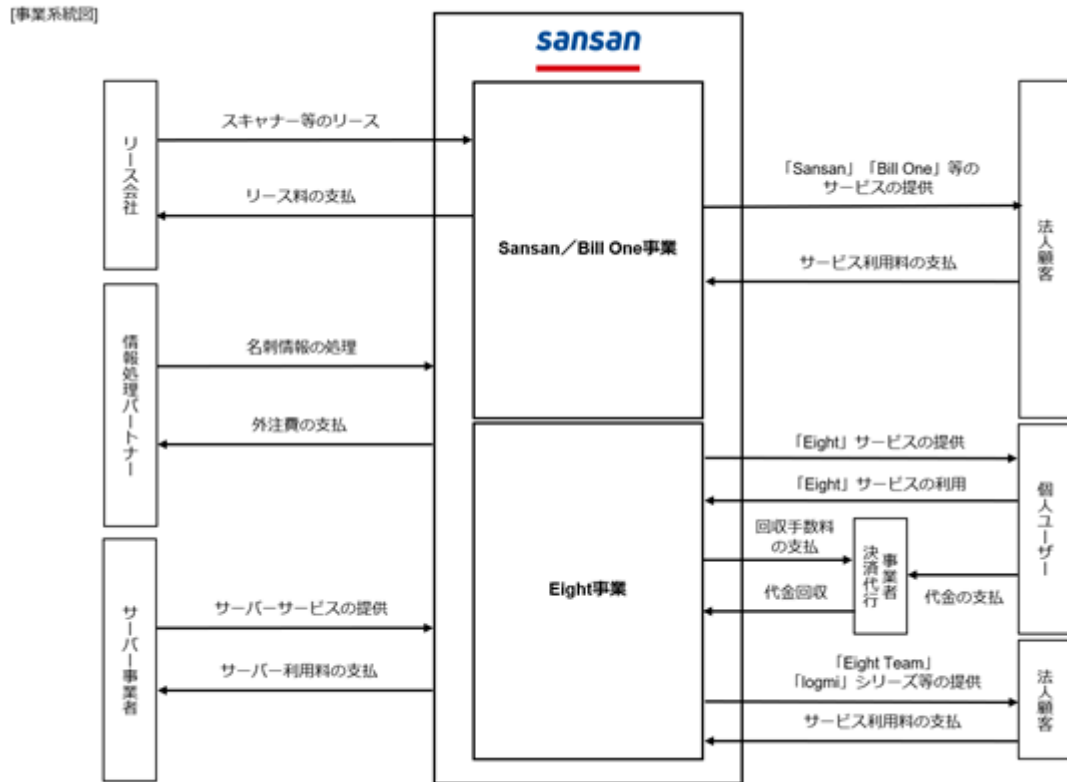 [事業系統図]
sansan
リース会社
スキャナー等のリース
リース料の支払
Sansan／Bill One事業
「Sansan」「Bill One」等の
サービスの提供
サービス利用料の支払
法人顧客
情報処理パートナー
名刺情報の処理
外注費の支払
サーバー事業者
サーバーサービスの提供
サーバー利用料の支払
Eight事業
「Eight」サービスの提供
「Eight」サービスの利用
回収手数料
の支払
代金回収
決済代行
事業者
代金の支払
個人ユーザー
「Eight Team」
「logmi」シリーズ等の提供
サービス利用料の支払
法人顧客